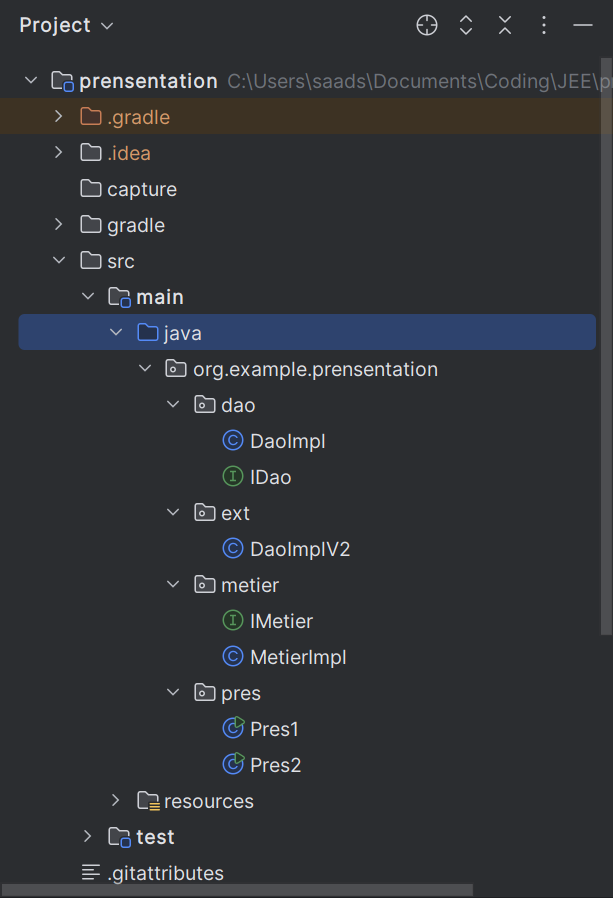 Project
prensentation C:\Users\saads\Documents\Coding\JEE\pr
.gradle
.idea
capture
gradle
src
main
java
org.example.prensentation
dao
DaoImpl
IDao
ext
DaoImplV2
metier
IMetier
MetierImpl
pres
Pres1
Pres2
resources
test
.gitattributes